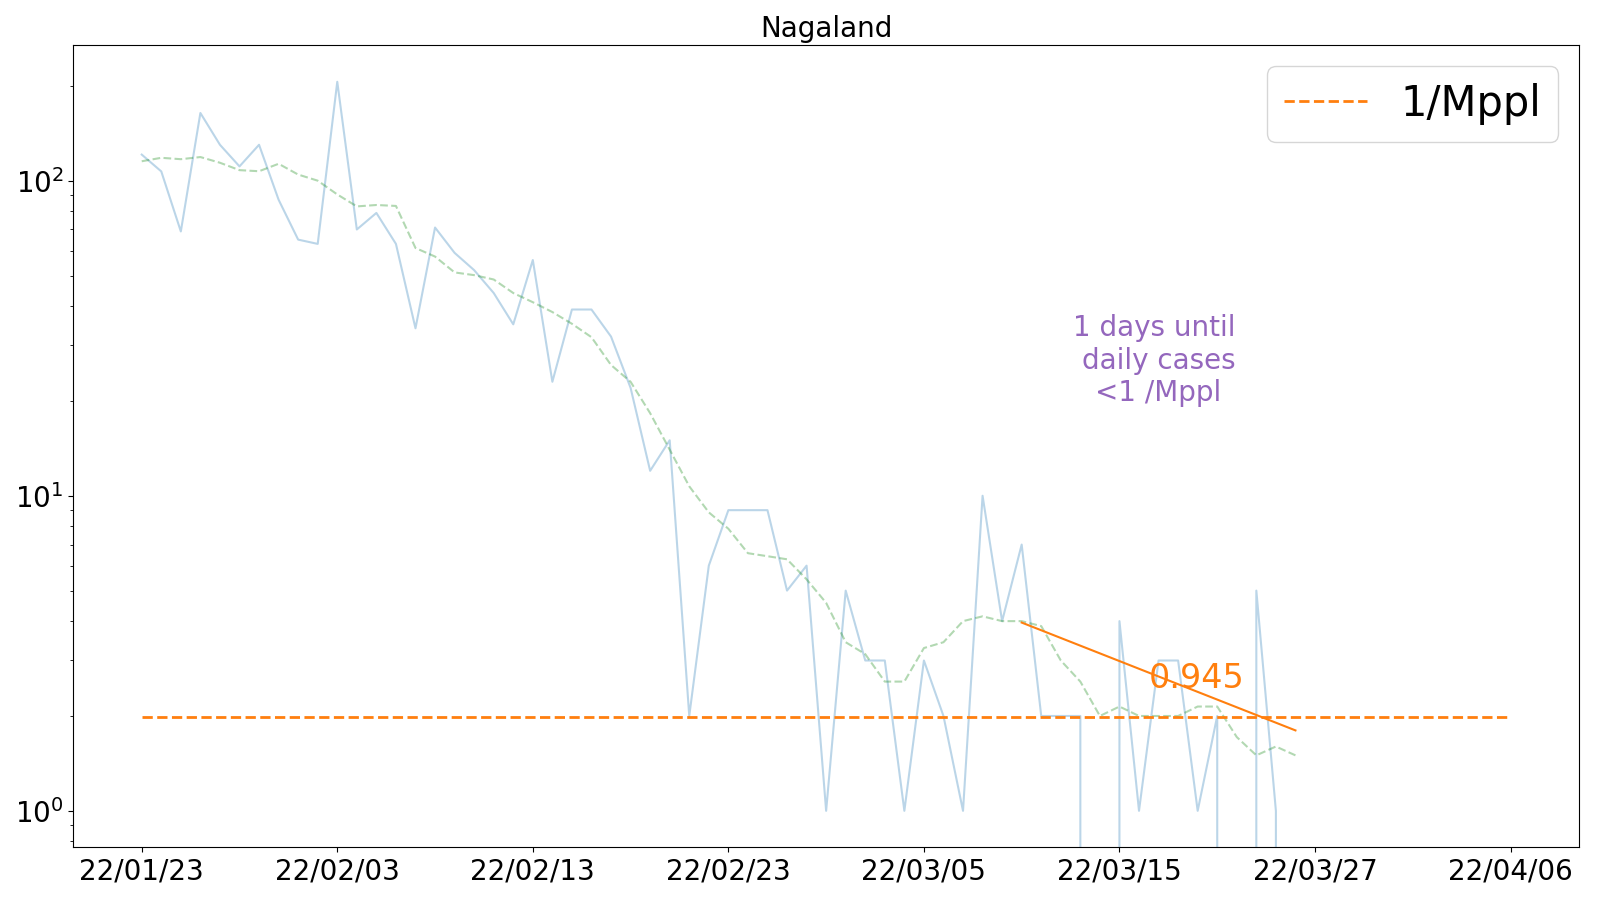 Nagaland
1/Mppl
10²
1 days until
daily cases
<1 /Mppl
10¹
0.945
10⁰
22/01/23 22/02/03 22/02/13 22/02/23 22/03/05 22/03/15 22/03/27 22/04/06